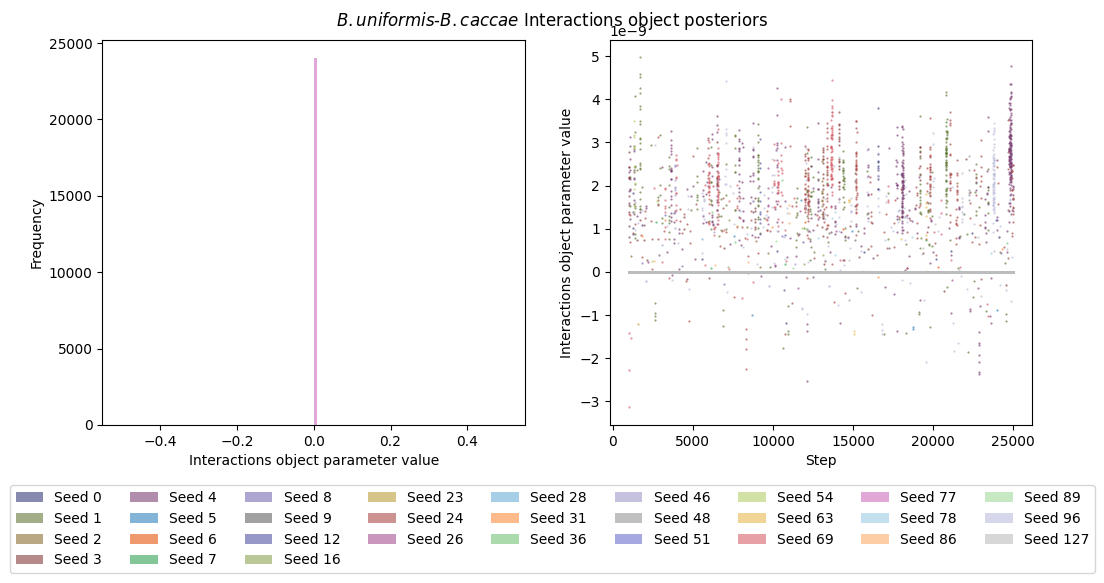 B.uniformis-B.caccae Interactions object posteriors
25000
20000
15000
10000
5000
0
Frequency
−0.4
−0.2
0.0
0.2
0.4
Interactions object parameter value
1e−9
5
4
3
2
1
0
−1
−2
−3
Interactions object parameter value
0
5000
10000
15000
20000
25000
Step
Seed 0
Seed 1
Seed 2
Seed 3
Seed 4
Seed 5
Seed 6
Seed 7
Seed 8
Seed 9
Seed 12
Seed 16
Seed 23
Seed 24
Seed 26
Seed 28
Seed 31
Seed 36
Seed 46
Seed 48
Seed 51
Seed 54
Seed 63
Seed 69
Seed 77
Seed 78
Seed 86
Seed 89
Seed 96
Seed 127